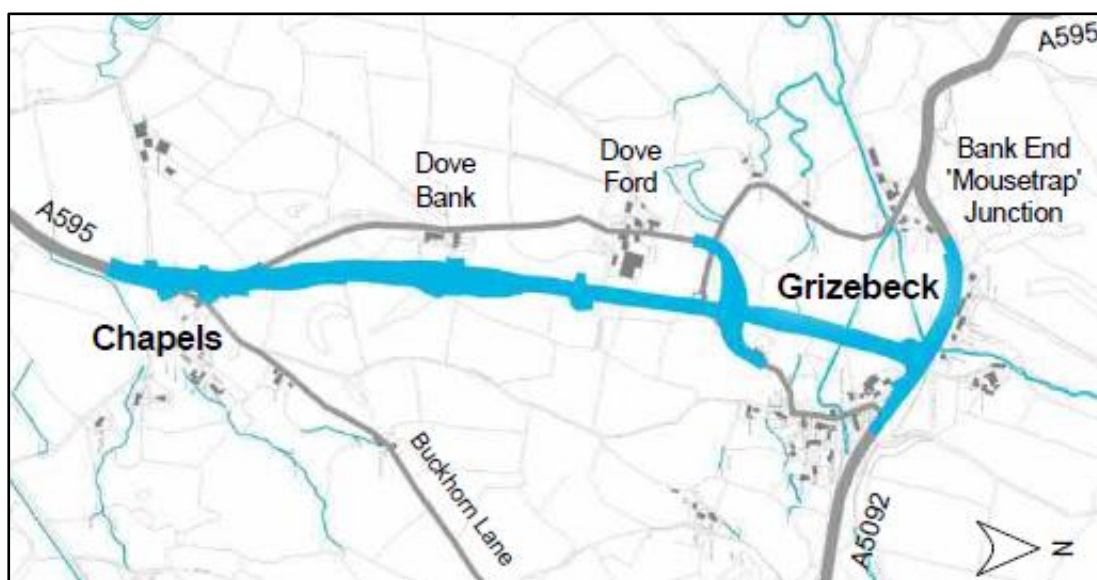 A595
Bank End
'Mousetrap'
Junction
Dove
Ford
Dove
Bank
A595
Grizebeck
Chapels
Buckhorn Lane
A5092
N